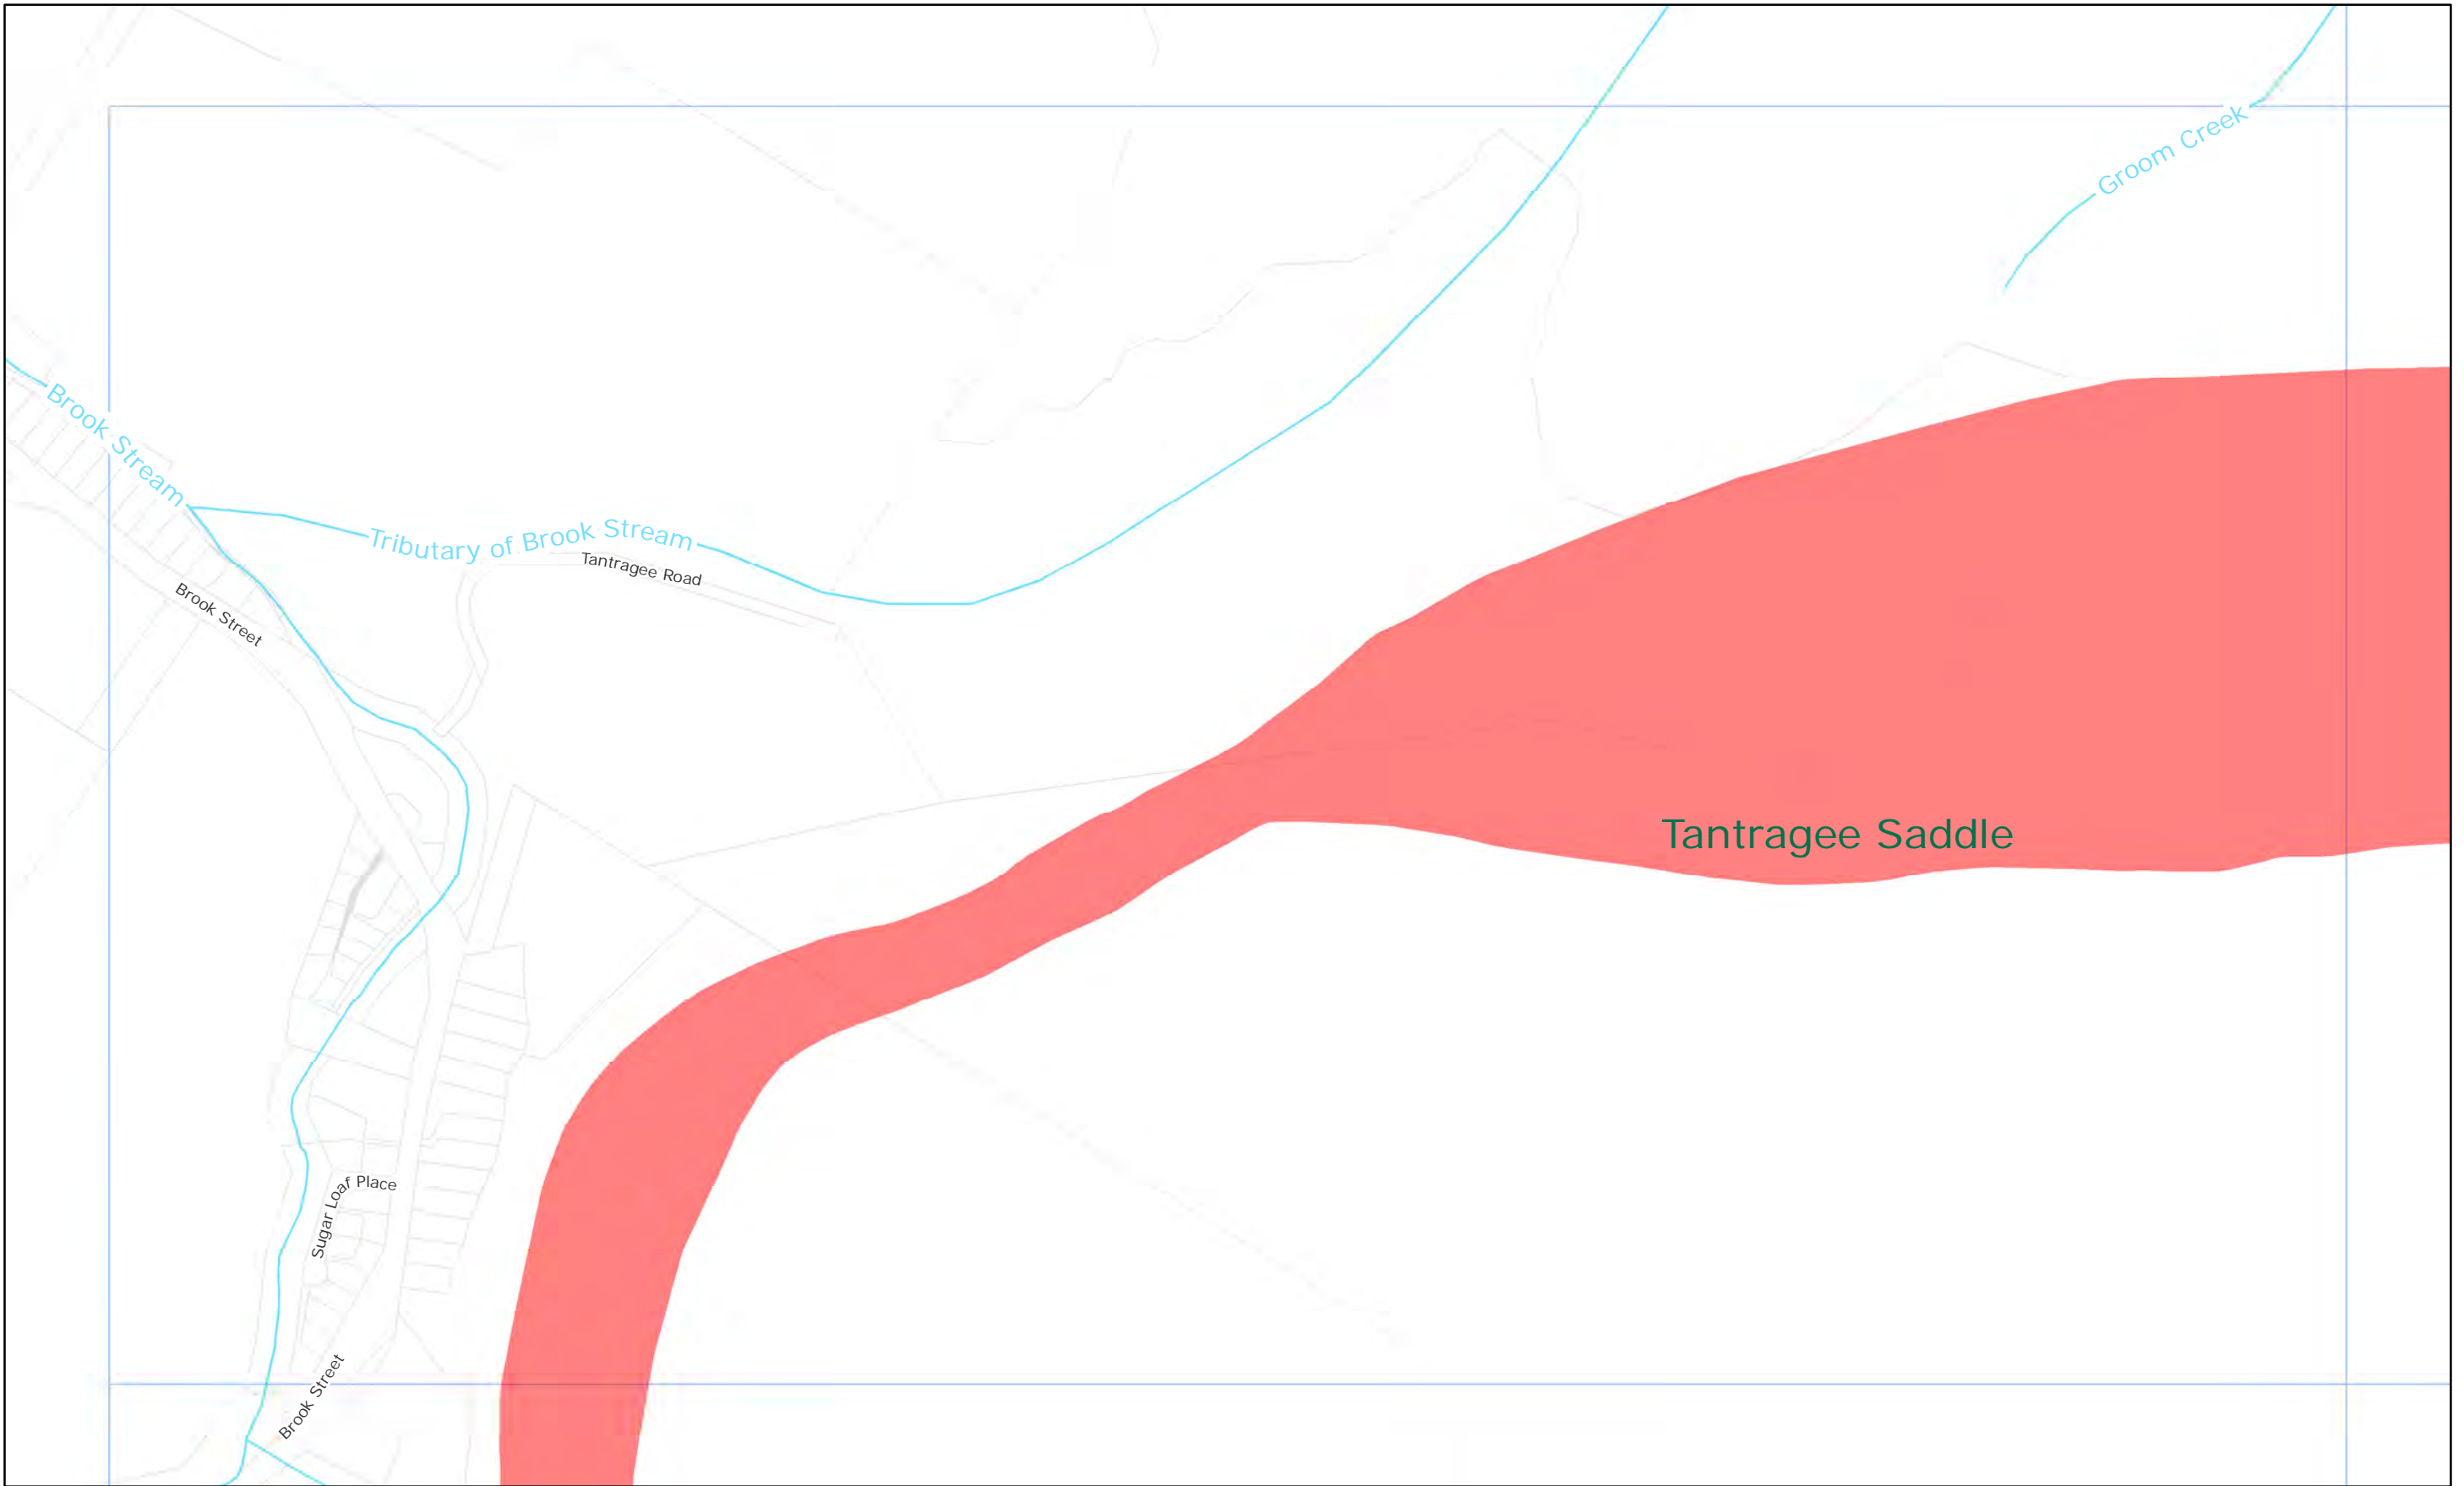 Groom Creek
Brook Stream
Tributary of Brook Stream
Tantragee Road
Brook Street
Tantragee Saddle
Sugar Loaf Place
Brook Street